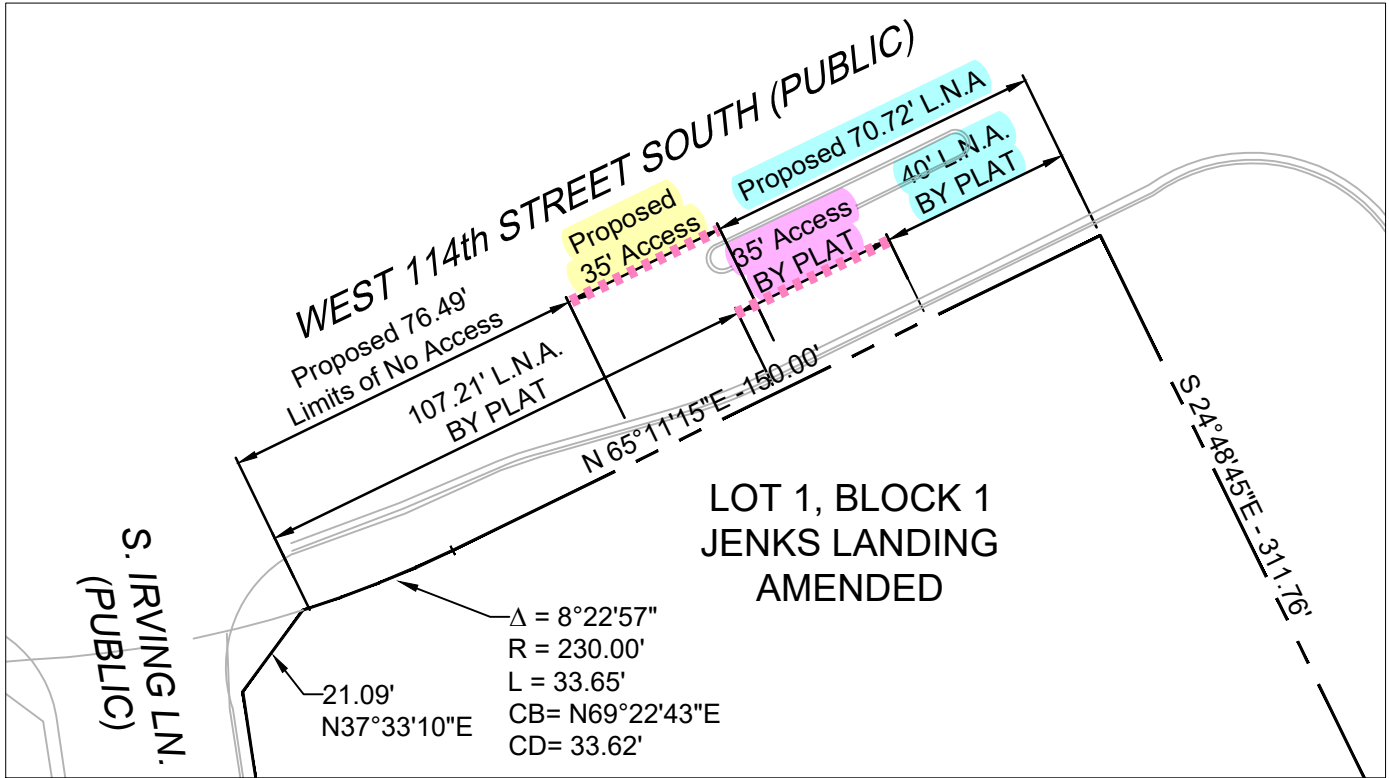 WEST 114th STREET SOUTH (PUBLIC)
Proposed 70.72' L.N.A
40' L.N.A.
BY PLAT
Proposed
35' Access
35' Access
BY PLAT
Proposed 76.49'
Limits of No Access
107.21' L.N.A.
BY PLAT
N 65°11'15"E -150.00'
S 24°48'45"E - 311.76'
LOT 1, BLOCK 1
JENKS LANDING
AMENDED
S. IRVING LN.
(PUBLIC)
Δ = 8°22'57"
R = 230.00'
L = 33.65'
CB= N69°22'43"E
CD= 33.62'
21.09'
N37°33'10"E